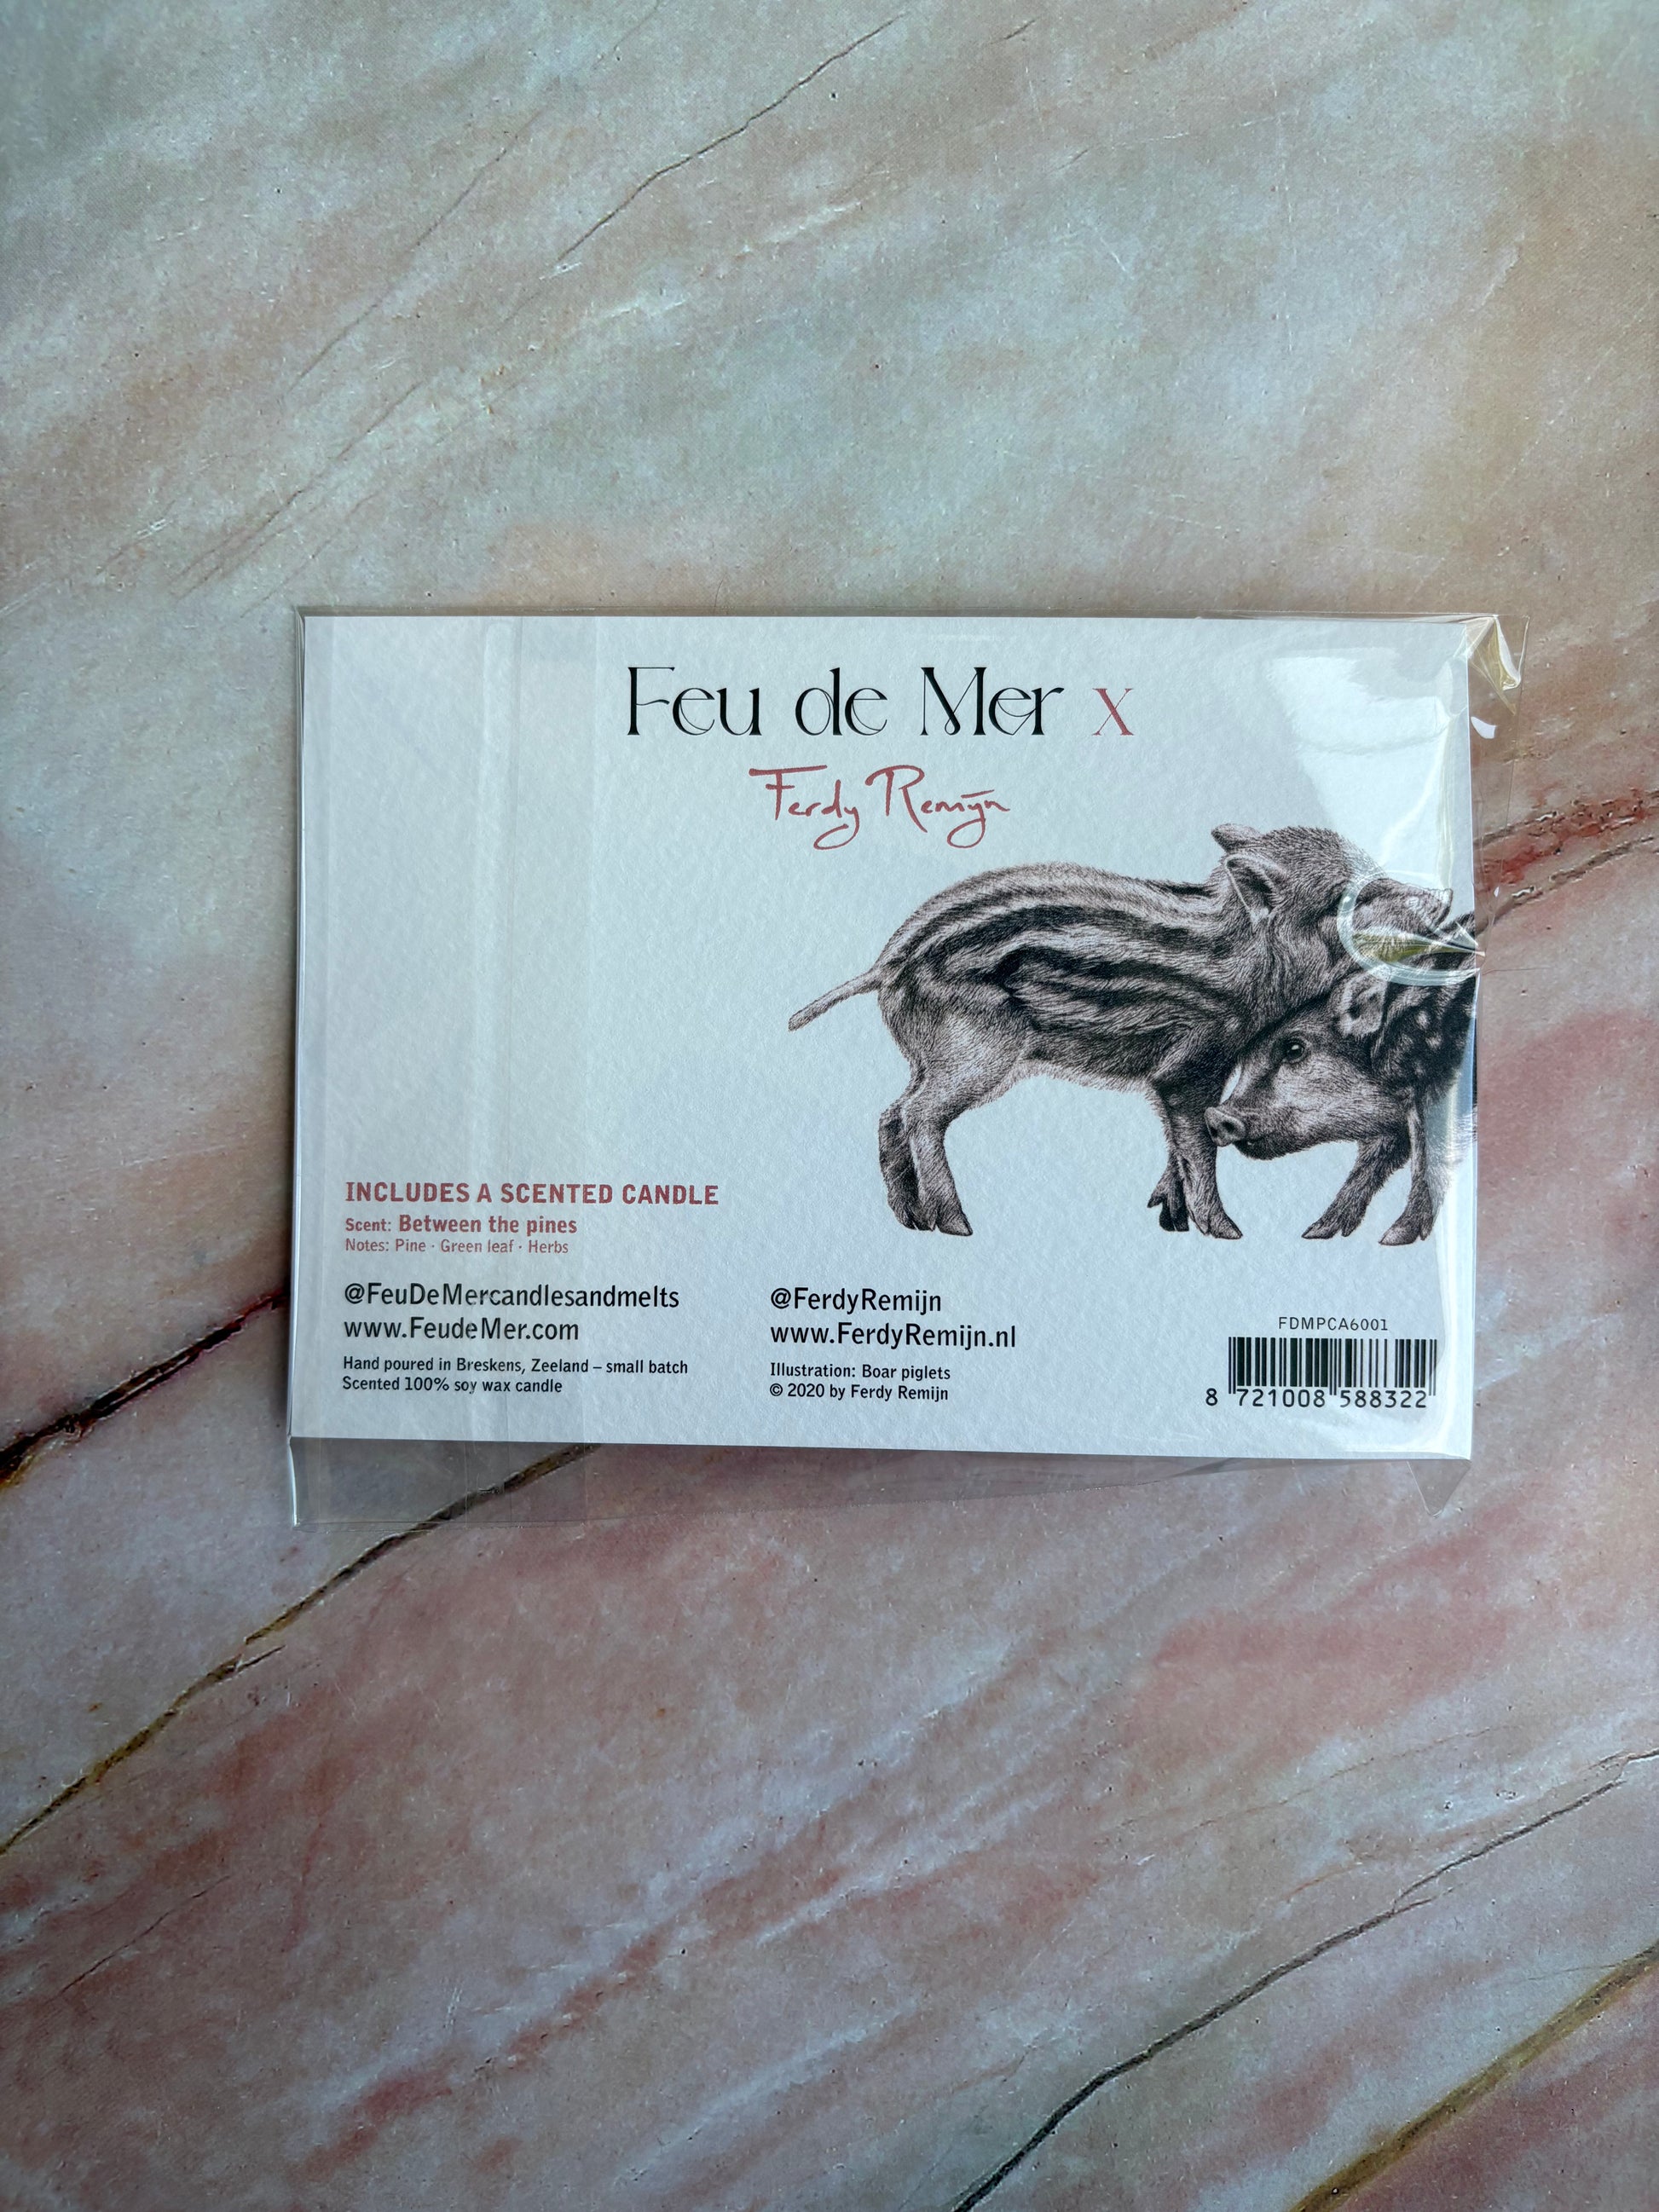 Feu de Mer x
Ferdy Remijn
INCLUDES A SCENTED CANDLE
Scent: Between the pines
Notes: Pine · Green leaf · Herbs
@FeuDeMercandlesandmelts
www.FeudeMer.com
Hand poured in Breskens, Zeeland – small batch
Scented 100% soy wax candle
@FerdyRemijn
www.FerdyRemijn.nl
Illustration: Boar piglets
© 2020 by Ferdy Remijn
FDMPCA6001
8 721008 588322